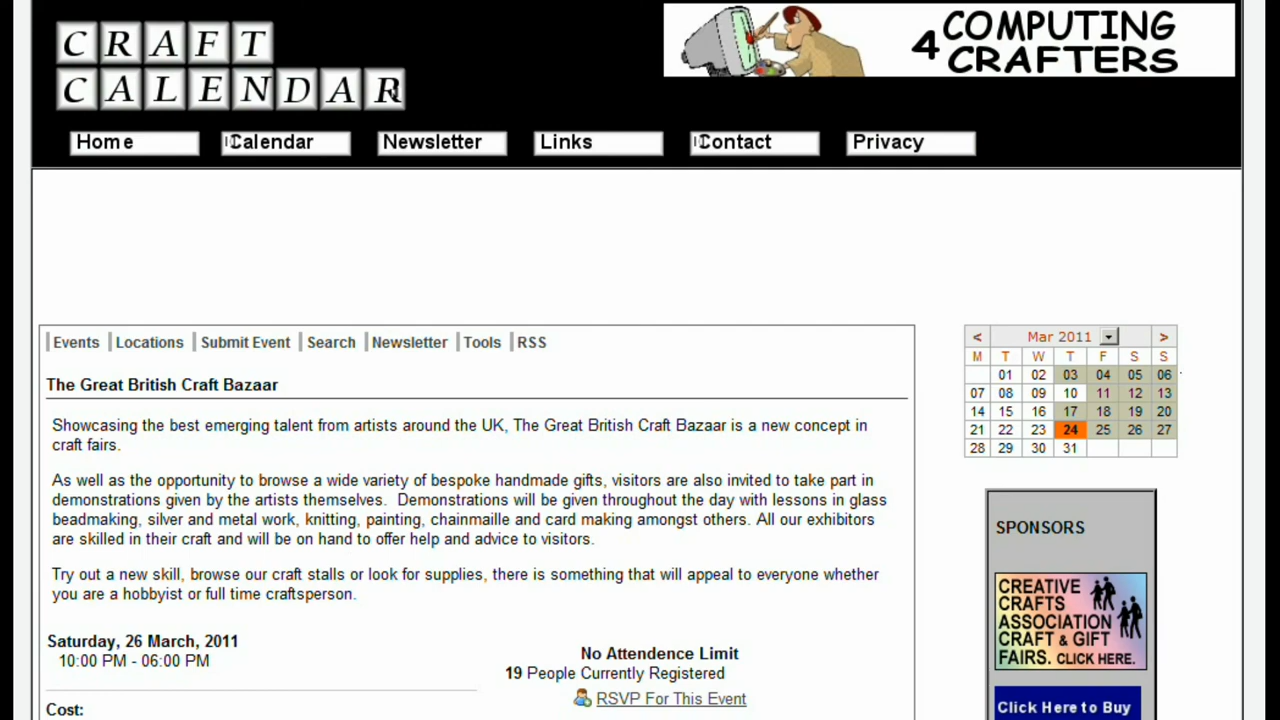 CRAFT
CALENDAR
4 COMPUTING
CRAFTERS
Home Calendar Newsletter Links Contact Privacy
Events Locations Submit Event Search Newsletter Tools RSS
The Great British Craft Bazaar
Showcasing the best emerging talent from artists around the UK, The Great British Craft Bazaar is a new concept in
craft fairs.
As well as the opportunity to browse a wide variety of bespoke handmade gifts, visitors are also invited to take part in
demonstrations given by the artists themselves. Demonstrations will be given throughout the day with lessons in glass
beadmaking, silver and metal work, knitting, painting, chainmaille and card making amongst others. All our exhibitors
are skilled in their craft and will be on hand to offer help and advice to visitors.
Try out a new skill, browse our craft stalls or look for supplies, there is something that will appeal to everyone whether
you are a hobbyist or full time craftsperson.
Saturday, 26 March, 2011
10:00 PM - 06:00 PM
No Attendence Limit
19 People Currently Registered
RSVP For This Event
Cost:
< Mar 2011 >
M T W T F S S
01 02 03 04 05 06
07 08 09 10 11 12 13
14 15 16 17 18 19 20
21 22 23 24 25 26 27
28 29 30 31
SPONSORS
CREATIVE
CRAFTS
ASSOCIATION
CRAFT & GIFT
FAIRS. CLICK HERE.
Click Here to Buy